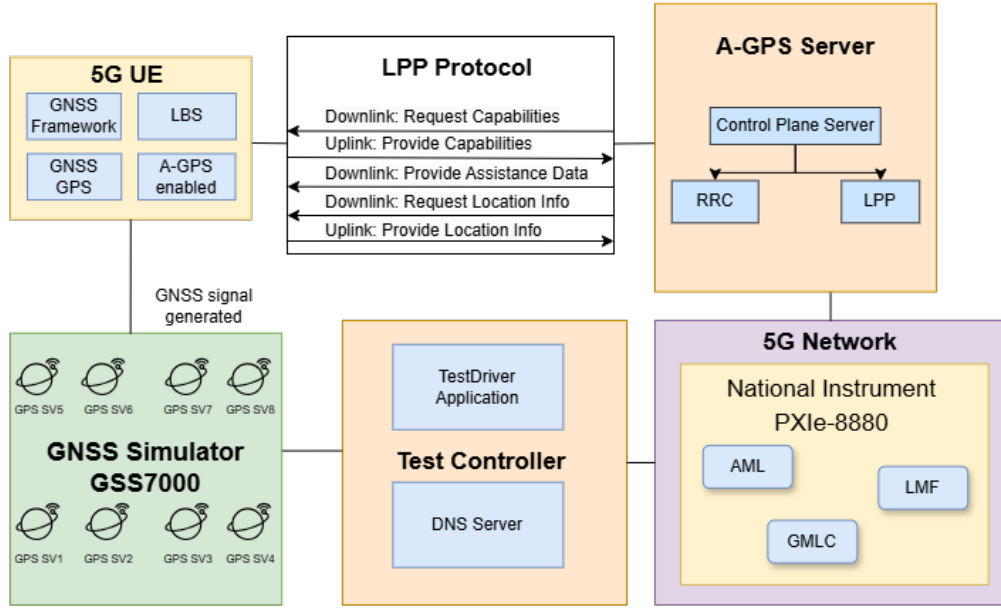 5G UE
GNSS
Framework
LBS
GNSS
GPS
A-GPS
enabled
LPP Protocol
Downlink: Request Capabilities
Uplink: Provide Capabilities
Downlink: Provide Assistance Data
Downlink: Request Location Info
Uplink: Provide Location Info
A-GPS Server
Control Plane Server
RRC
LPP
GNSS signal
generated
GPS SV5
GPS SV6
GPS SV7
GPS SV8
GNSS Simulator
GSS7000
GPS SV1
GPS SV2
GPS SV3
GPS SV4
TestDriver
Application
Test Controller
DNS Server
5G Network
National Instrument
PXIe-8880
AML
LMF
GMLC